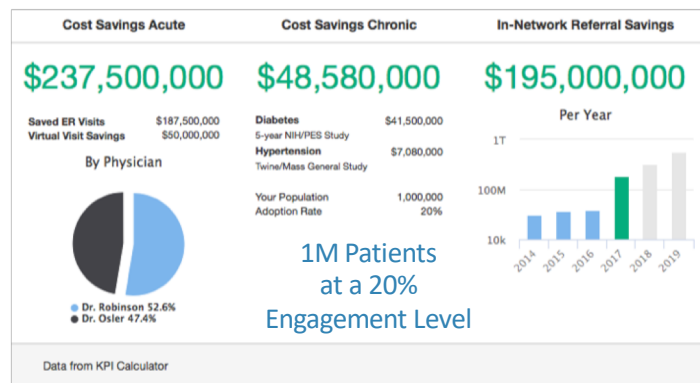 Cost Savings Acute
$237,500,000
Saved ER Visits $187,500,000
Virtual Visit Savings $50,000,000
By Physician
Dr. Robinson 52.6%
Dr. Osler 47.4%
Cost Savings Chronic
$48,580,000
Diabetes $41,500,000
5-year NIH/PES Study
Hypertension $7,080,000
Twine/Mass General Study
Your Population 1,000,000
Adoption Rate 20%
1M Patients
at a 20%
Engagement Level
In-Network Referral Savings
$195,000,000
Per Year
1T
100M
10k
2014 2015 2016 2017 2018 2019
Data from KPI Calculator